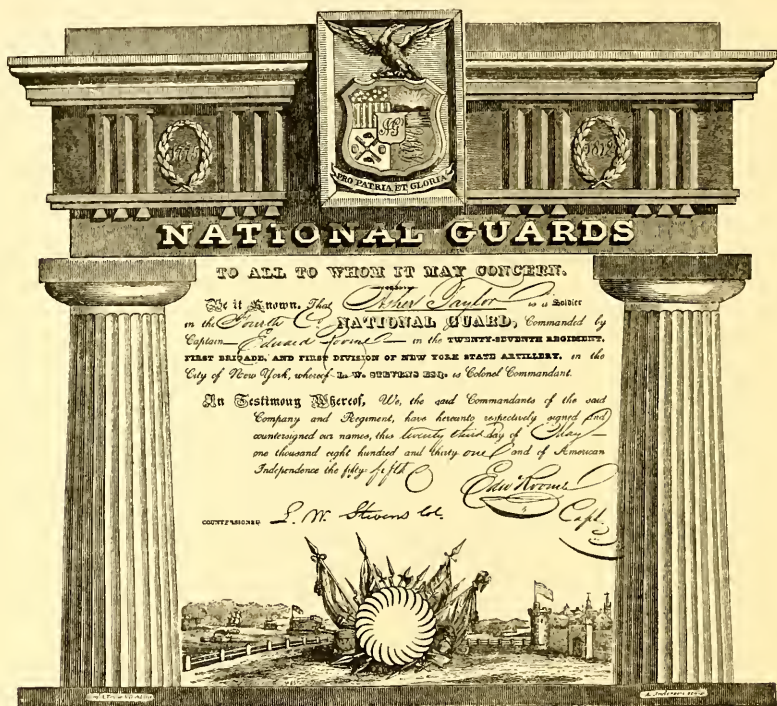 1774
1812
NG
PRO PATRIA ET GLORIA
NATIONAL GUARDS
TO ALL TO WHOM IT MAY CONCERN.
Be it Known, That Asher Taylor is a Soldier
in the Fourth Co. NATIONAL GUARD, Commanded by
Captain Edward in the TWENTY-SEVENTH REGIMENT,
FIRST BRIGADE, AND FIRST DIVISION OF NEW YORK STATE ARTILLERY, in the
City of New York, whereof L. W. STEVENS ESQ. is Colonel Commandant.
In Testimony Whereof, We, the said Commandants of the said
Company and Regiment, have hereunto respectively signed and
countersigned our names, this twenty third day of May
one thousand eight hundred and thirty one and of American
Independence the fifty fifth
Edw
Capt.
COUNTERSIGNED L. W. Stevens Col.
A. Anderson